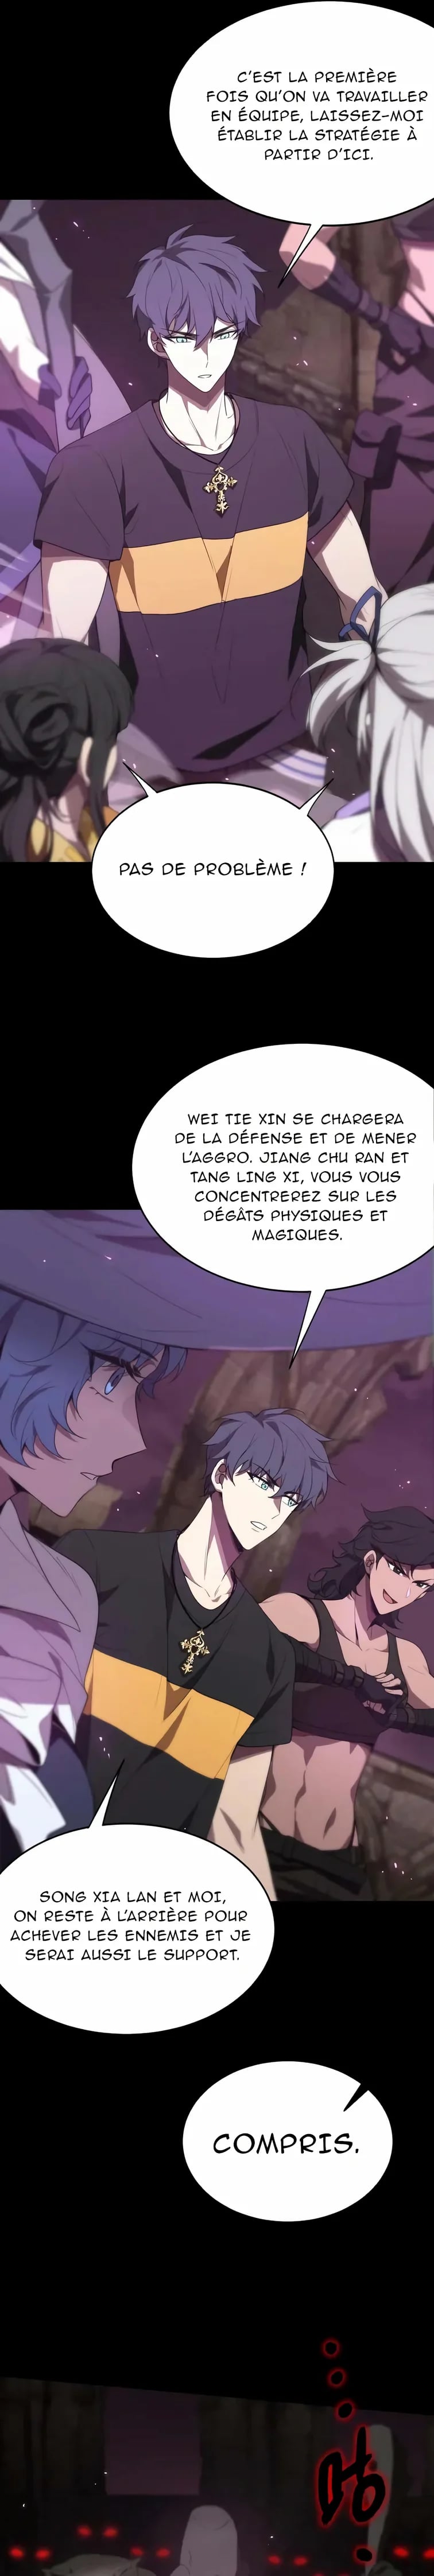 C'EST LA PREMIÈRE
FOIS QU'ON VA TRAVAILLER
EN ÉQUIPE, LAISSEZ-MOI
ÉTABLIR LA STRATÉGIE À
PARTIR D'ICI.
PAS DE PROBLÈME !
WEI TIE XIN SE CHARGERA
DE LA DÉFENSE ET DE MENER
L'AGGRO. JIANG CHU RAN ET
TANG LING XI, VOUS VOUS
CONCENTREREZ SUR LES
DÉGÂTS PHYSIQUES ET
MAGIQUES.
SONG XIA LAN ET MOI,
ON RESTE À L'ARRIÈRE POUR
ACHEVER LES ENNEMIS ET JE
SERAI AUSSI LE SUPPORT.
COMPRIS.